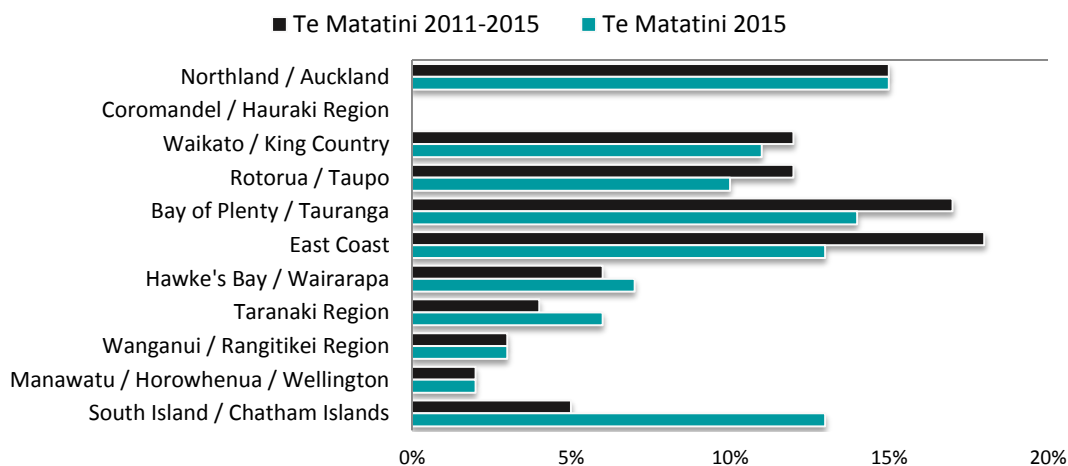 Te Matatini 2011-2015 Te Matatini 2015
Northland / Auckland
Coromandel / Hauraki Region
Waikato / King Country
Rotorua / Taupo
Bay of Plenty / Tauranga
East Coast
Hawke's Bay / Wairarapa
Taranaki Region
Wanganui / Rangitikei Region
Manawatu / Horowhenua / Wellington
South Island / Chatham Islands
0% 5% 10% 15% 20%